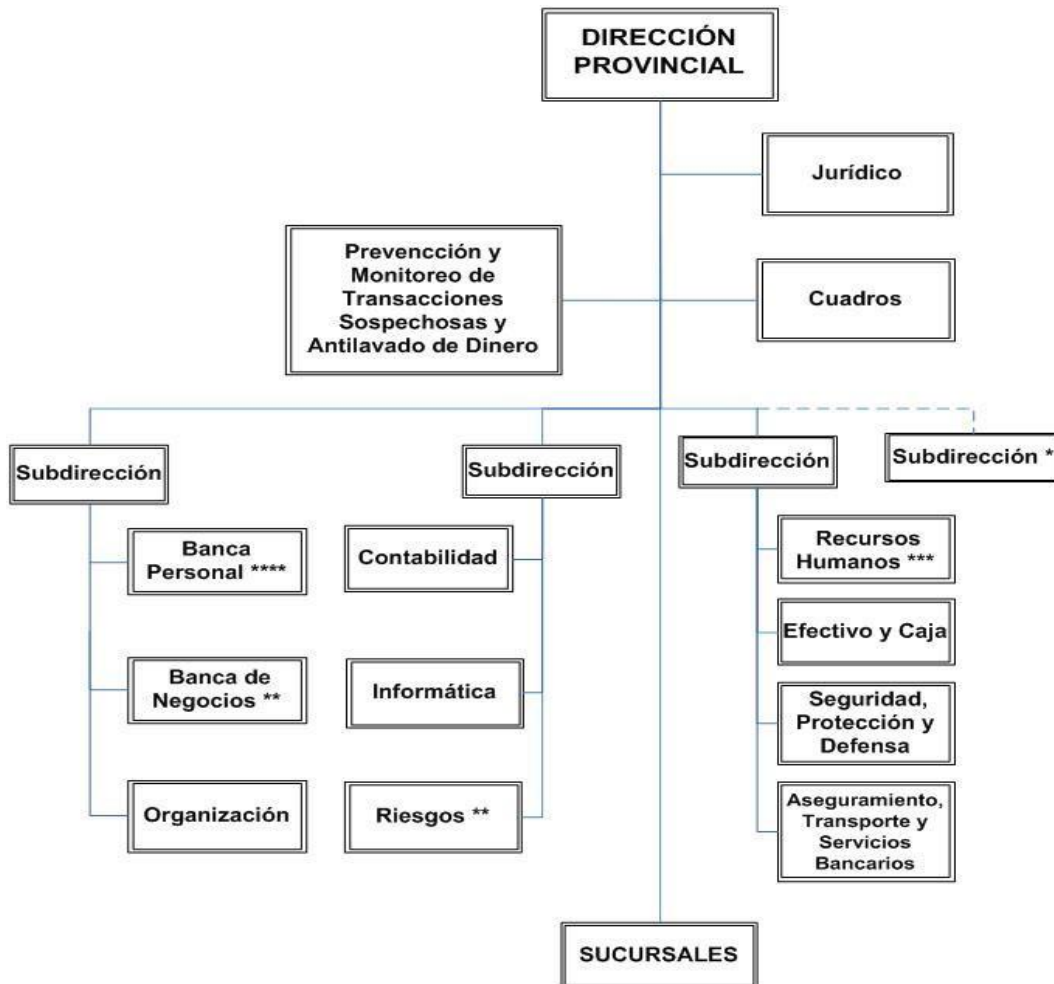 DIRECCIÓN
PROVINCIAL
Jurídico
Prevencción y
Monitoreo de
Transacciones
Sospechosas y
Antilavado de Dinero
Cuadros
Subdirección
Subdirección
Subdirección
Subdirección *
Banca
Personal ****
Banca de
Negocios **
Organización
Contabilidad
Informática
Riesgos **
Recursos
Humanos ***
Efectivo y Caja
Seguridad,
Protección y
Defensa
Aseguramiento,
Transporte y
Servicios
Bancarios
SUCURSALES